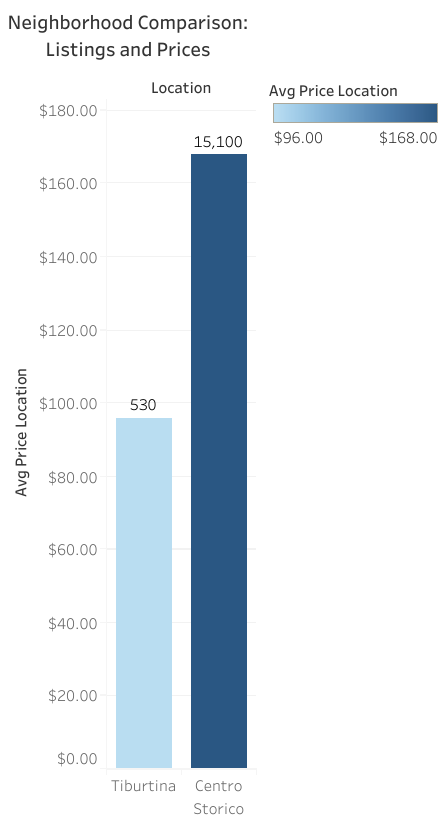 Neighborhood Comparison:
Listings and Prices
Location
Avg Price Location
$96.00 $168.00
Avg Price Location
$180.00
$160.00
$140.00
$120.00
$100.00
$80.00
$60.00
$40.00
$20.00
$0.00
530
15,100
Tiburtina
Centro
Storico